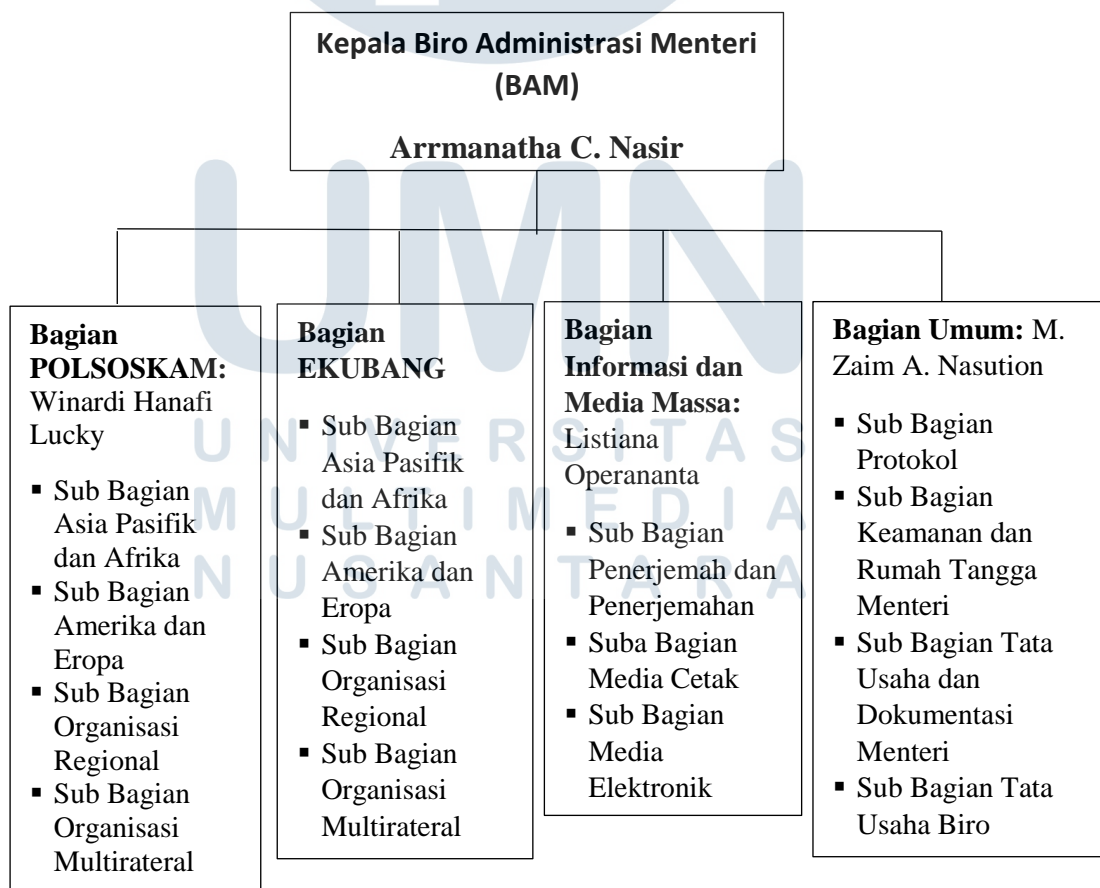 Kepala Biro Administrasi Menteri
(BAM)
Arrmanatha C. Nasir
Bagian
POLSOSKAM:
Winardi Hanafi
Lucky
▪ Sub Bagian
Asia Pasifik
dan Afrika
▪ Sub Bagian
Amerika dan
Eropa
▪ Sub Bagian
Organisasi
Regional
▪ Sub Bagian
Organisasi
Multirateral
Bagian
EKUBANG
▪ Sub Bagian
Asia Pasifik
dan Afrika
▪ Sub Bagian
Amerika dan
Eropa
▪ Sub Bagian
Organisasi
Regional
▪ Sub Bagian
Organisasi
Multirateral
Bagian
Informasi dan
Media Massa:
Listiana
Operananta
▪ Sub Bagian
Penerjemah dan
Penerjemahan
▪ Suba Bagian
Media Cetak
▪ Sub Bagian
Media
Elektronik
Bagian Umum: M.
Zaim A. Nasution
▪ Sub Bagian
Protokol
▪ Sub Bagian
Keamanan dan
Rumah Tangga
Menteri
▪ Sub Bagian Tata
Usaha dan
Dokumentasi
Menteri
▪ Sub Bagian Tata
Usaha Biro
UMN
UNIVERSITAS
MULTIMEDIA
NUSANTARA